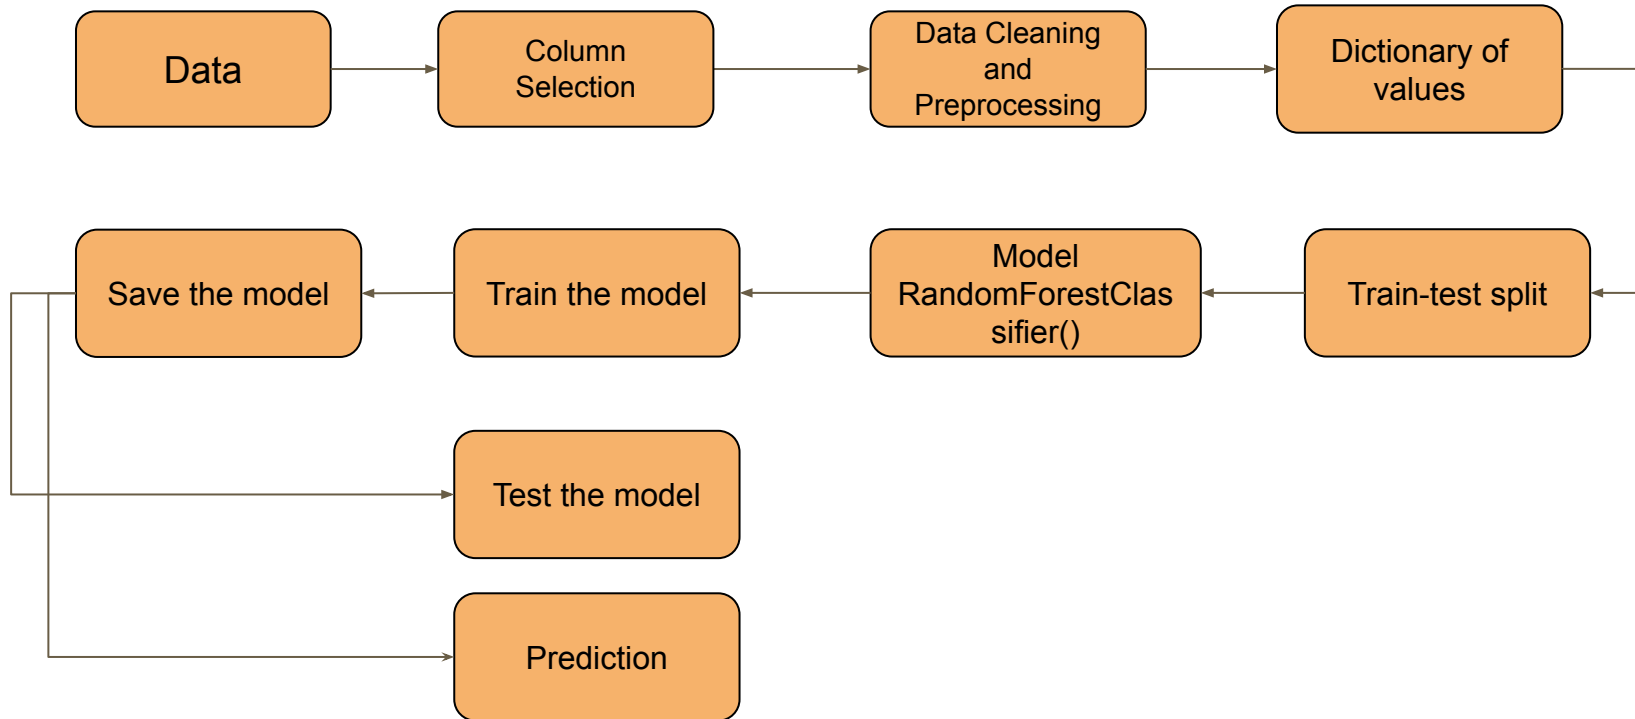 Data
Column
Selection
Data Cleaning
and
Preprocessing
Dictionary of
values
Save the model
Train the model
Model
RandomForestClas
sifier()
Train-test split
Test the model
Prediction